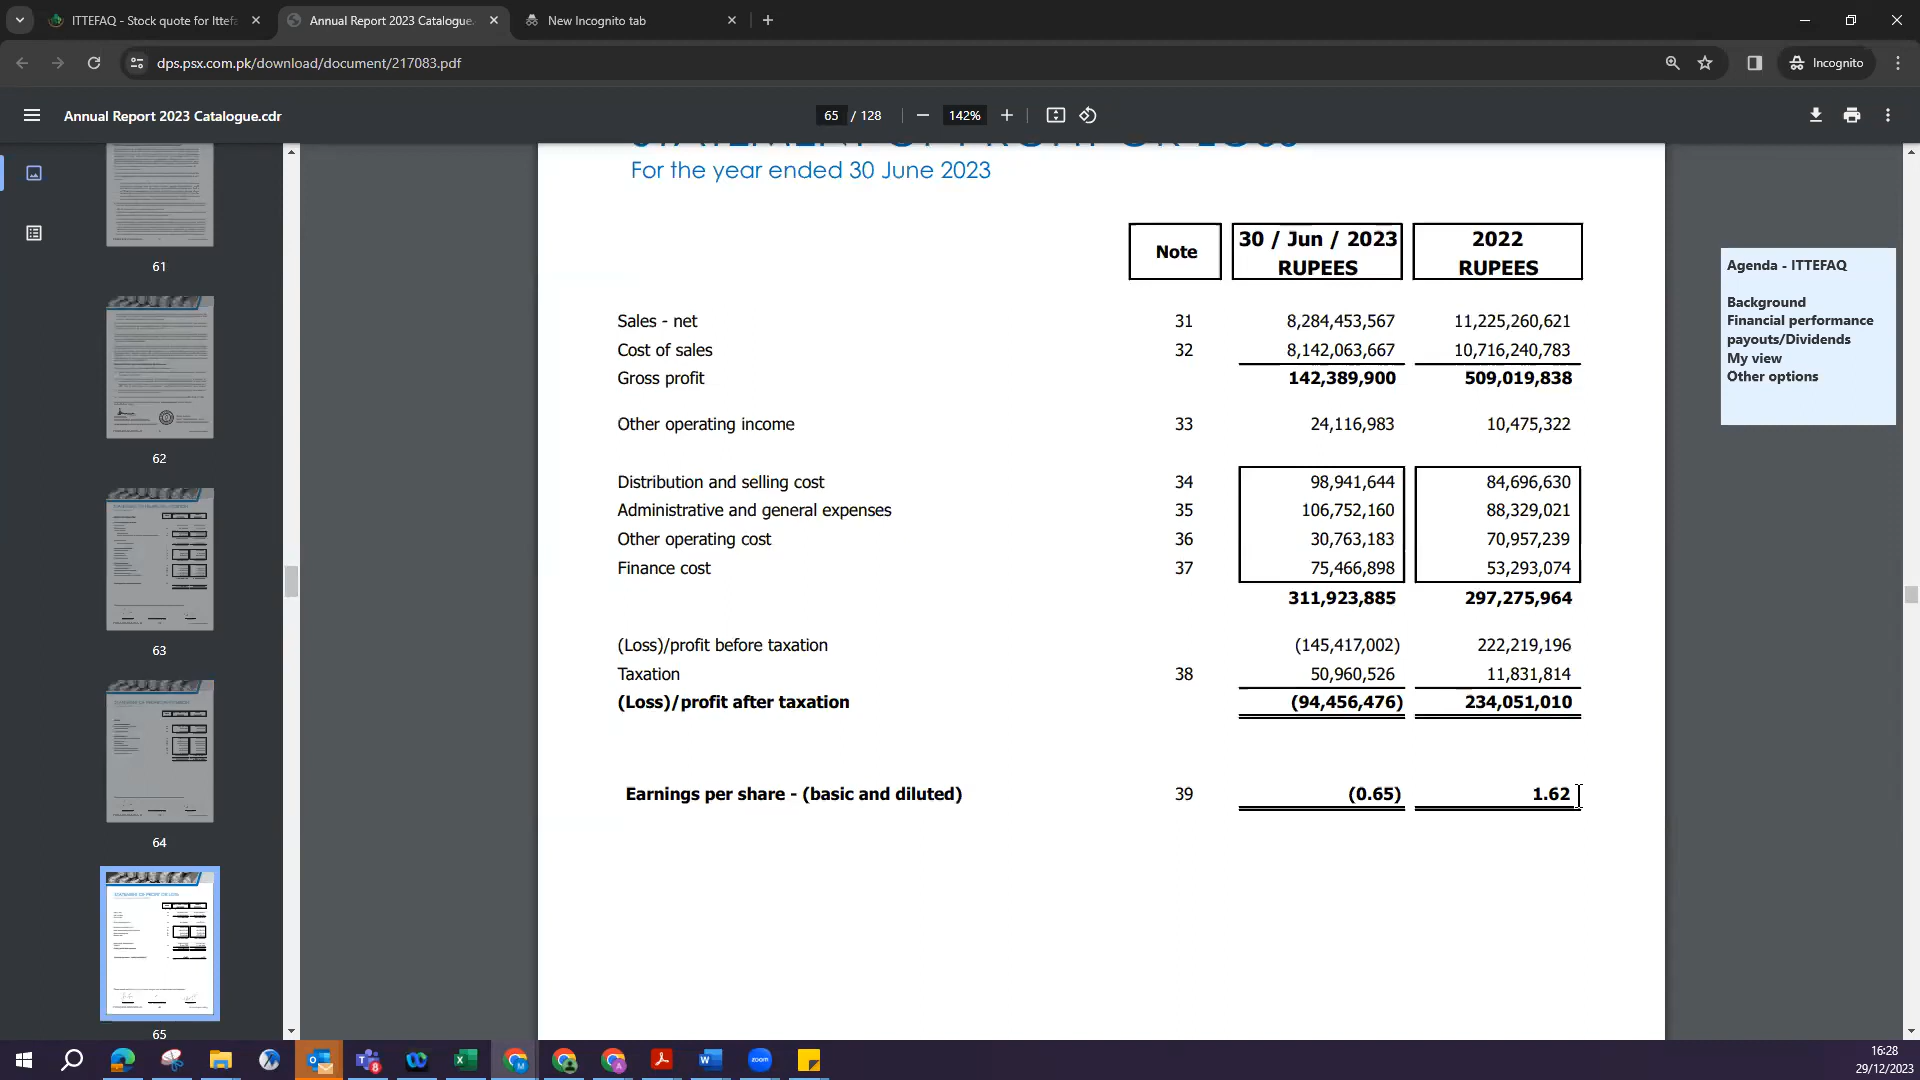 ITTEFAQ - Stock quote for Ittefa
Annual Report 2023 Catalogue.
New Incognito tab
dps.psx.com.pk/download/document/217083.pdf
Incognito
Annual Report 2023 Catalogue.cdr
65 / 128
142%
61
62
63
64
65
STATEMENT OF PROFIT OR LOSS
For the year ended 30 June 2023
Note 30 / Jun / 2023 RUPEES 2022 RUPEES
Sales - net 31 8,284,453,567 11,225,260,621
Cost of sales 32 8,142,063,667 10,716,240,783
Gross profit 142,389,900 509,019,838
Other operating income 33 24,116,983 10,475,322
Distribution and selling cost 34 98,941,644 84,696,630
Administrative and general expenses 35 106,752,160 88,329,021
Other operating cost 36 30,763,183 70,957,239
Finance cost 37 75,466,898 53,293,074
311,923,885 297,275,964
(Loss)/profit before taxation (145,417,002) 222,219,196
Taxation 38 50,960,526 11,831,814
(Loss)/profit after taxation (94,456,476) 234,051,010
Earnings per share - (basic and diluted) 39 (0.65) 1.62
Agenda - ITTEFAQ
Background
Financial performance
payouts/Dividends
My view
Other options
16:28
29/12/2023